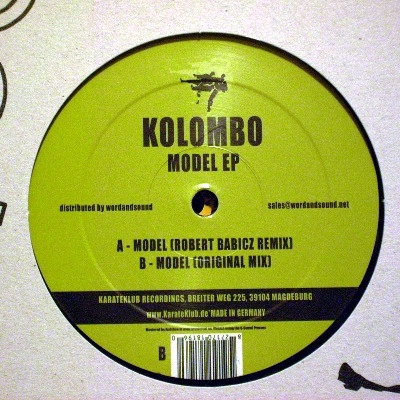 KOLOMBO
MODEL EP
distributed by wordandsound
sales@wordandsound.net
A - MODEL (ROBERT BABICZ REMIX)
B - MODEL (ORIGINAL MIX)
KARATEKLUB RECORDINGS, BREITER WEG 225, 39104 MAGDEBURG
www.KarateKlub.de MADE IN GERMANY
B